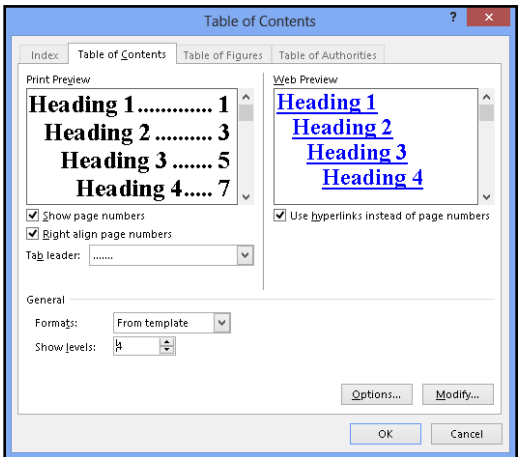 Table of Contents
? ×
Index Table of Contents Table of Figures Table of Authorities
Print Preview
Heading 1............. 1
Heading 2 .......... 3
Heading 3 ....... 5
Heading 4..... 7
Web Preview
Heading 1
Heading 2
Heading 3
Heading 4
Show page numbers
Right align page numbers
Use hyperlinks instead of page numbers
Tab leader: .......
General
Formats: From template
Show levels: 4
Options... Modify...
OK Cancel